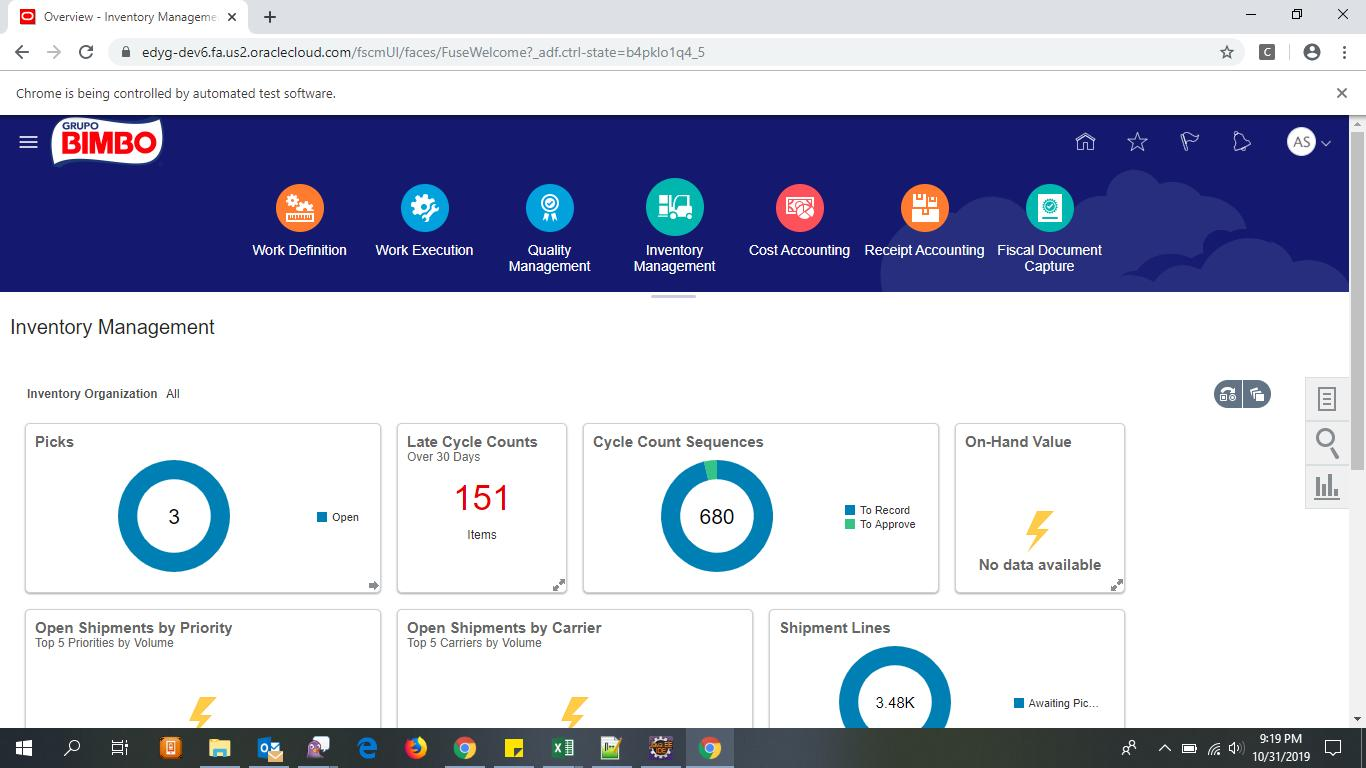 Overview - Inventory Manageme
edyg-dev6.fa.us2.oraclecloud.com/fscmUI/faces/FuseWelcome?_adf.ctrl-state=b4pklo1q4_5
C
Chrome is being controlled by automated test software.
GRUPO
BIMBO
AS
Work Definition
Work Execution
Quality
Management
Inventory
Management
Cost Accounting
Receipt Accounting
Fiscal Document
Capture
Inventory Management
Inventory Organization All
Picks
3
Open
Late Cycle Counts
Over 30 Days
151
Items
Cycle Count Sequences
680
To Record
To Approve
On-Hand Value
No data available
Open Shipments by Priority
Top 5 Priorities by Volume
Open Shipments by Carrier
Top 5 Carriers by Volume
Shipment Lines
3.48K
Awaiting Pic...
9:19 PM
10/31/2019